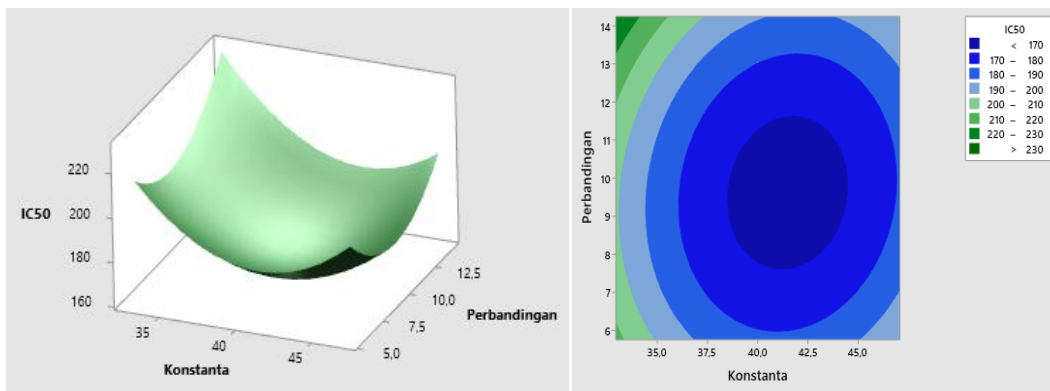 220
200
IC50
180
160
35
40
45
Konstanta
5,0
7,5
10,0
12,5
Perbandingan
14
13
12
11
10
9
8
7
6
Perbandingan
35,0 37,5 40,0 42,5 45,0
Konstanta
IC50
< 170
170 – 180
180 – 190
190 – 200
200 – 210
210 – 220
220 – 230
> 230